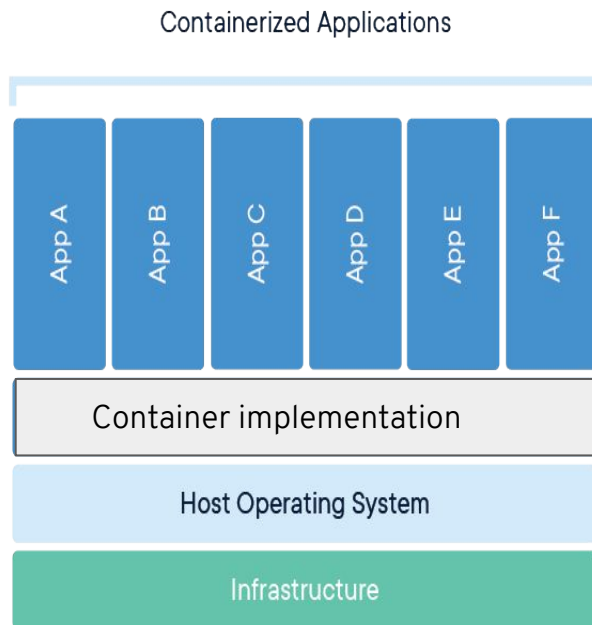 Containerized Applications
App A
App B
App C
App D
App E
App F
Container implementation
Host Operating System
Infrastructure